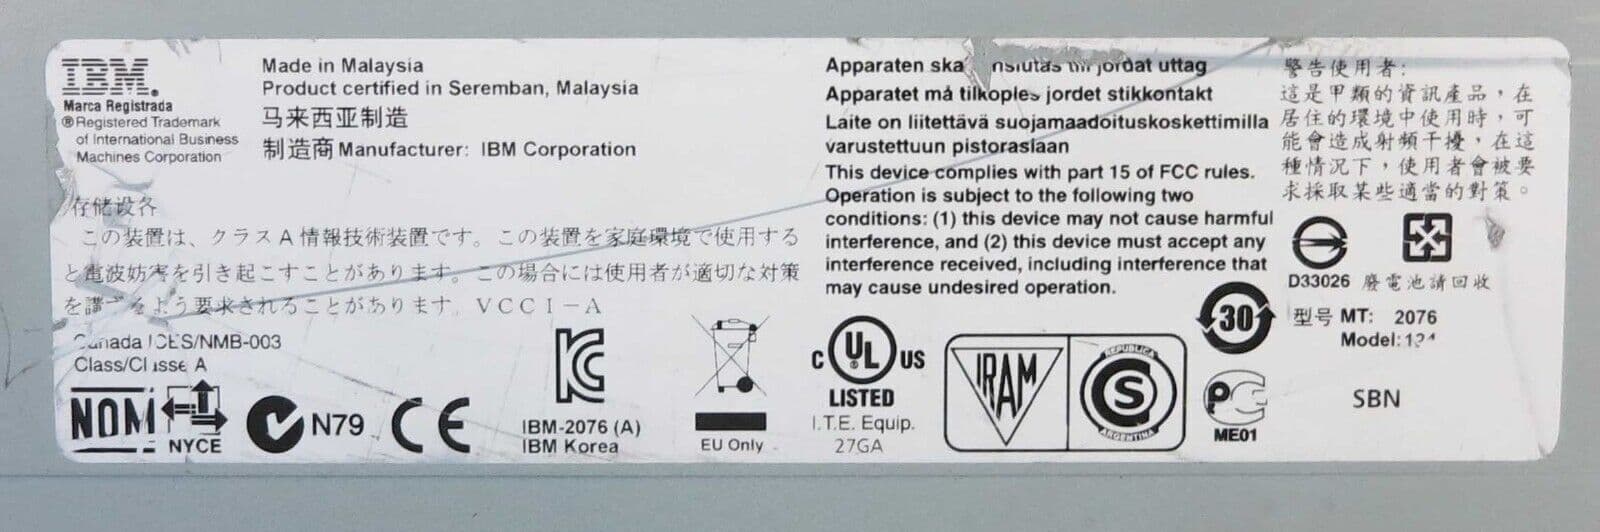 IBM®
Marca Registrada
® Registered Trademark
of International Business
Machines Corporation
Made in Malaysia
Product certified in Seremban, Malaysia
马来西亚制造
制造商 Manufacturer: IBM Corporation
存储设备
この装置は、クラスA情報技術装置です。この装置を家庭環境で使用する
と電波妨害を引き起こすことがあります。この場合には使用者が適切な対策
を講ずるよう要求されることがあります。VCCI-A
Canada ICES/NMB-003
Class/Classe A
NOM
NYCE
N79
CE
IBM-2076 (A)
IBM Korea
EU Only
Apparaten till jordat uttag
Apparatet må tilkoples jordet stikkontakt
Laite on liitettävä suojamaadoituskoskettimilla
varustettuun pistorasiaan
This device complies with part 15 of FCC rules.
Operation is subject to the following two
conditions: (1) this device may not cause harmful
interference, and (2) this device must accept any
interference received, including interference that
may cause undesired operation.
C UL® US
LISTED
I.T.E. Equip.
27GA
IRAM
REPUBLICA
S
ARGENTINA
警告使用者:
這是甲類的資訊產品，在
居住的環境中使用時，可
能會造成射頻干擾，在這
種情況下，使用者會被要
求採取某些適當的對策。
D33026
廢電池請回收
30
型号 MT: 2076
Model:
PC
ME01
SBN